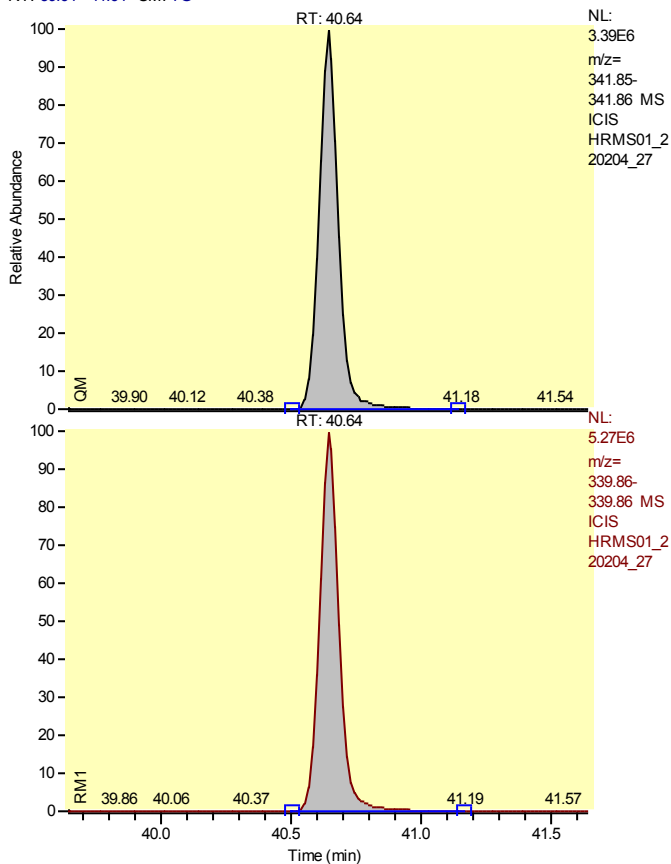 RT: 40.64
NL:
3.39E6
m/z=
341.85-
341.86 MS
ICIS
HRMS01_2
20204_27
100
90
80
70
60
50
40
30
20
10
0
Relative Abundance
QM
39.90 40.12 40.38 41.18 41.54
RT: 40.64
NL:
5.27E6
m/z=
339.86-
339.86 MS
ICIS
HRMS01_2
20204_27
100
90
80
70
60
50
40
30
20
10
0
RM1
39.86 40.06 40.37 41.19 41.57
40.0 40.5 41.0 41.5
Time (min)